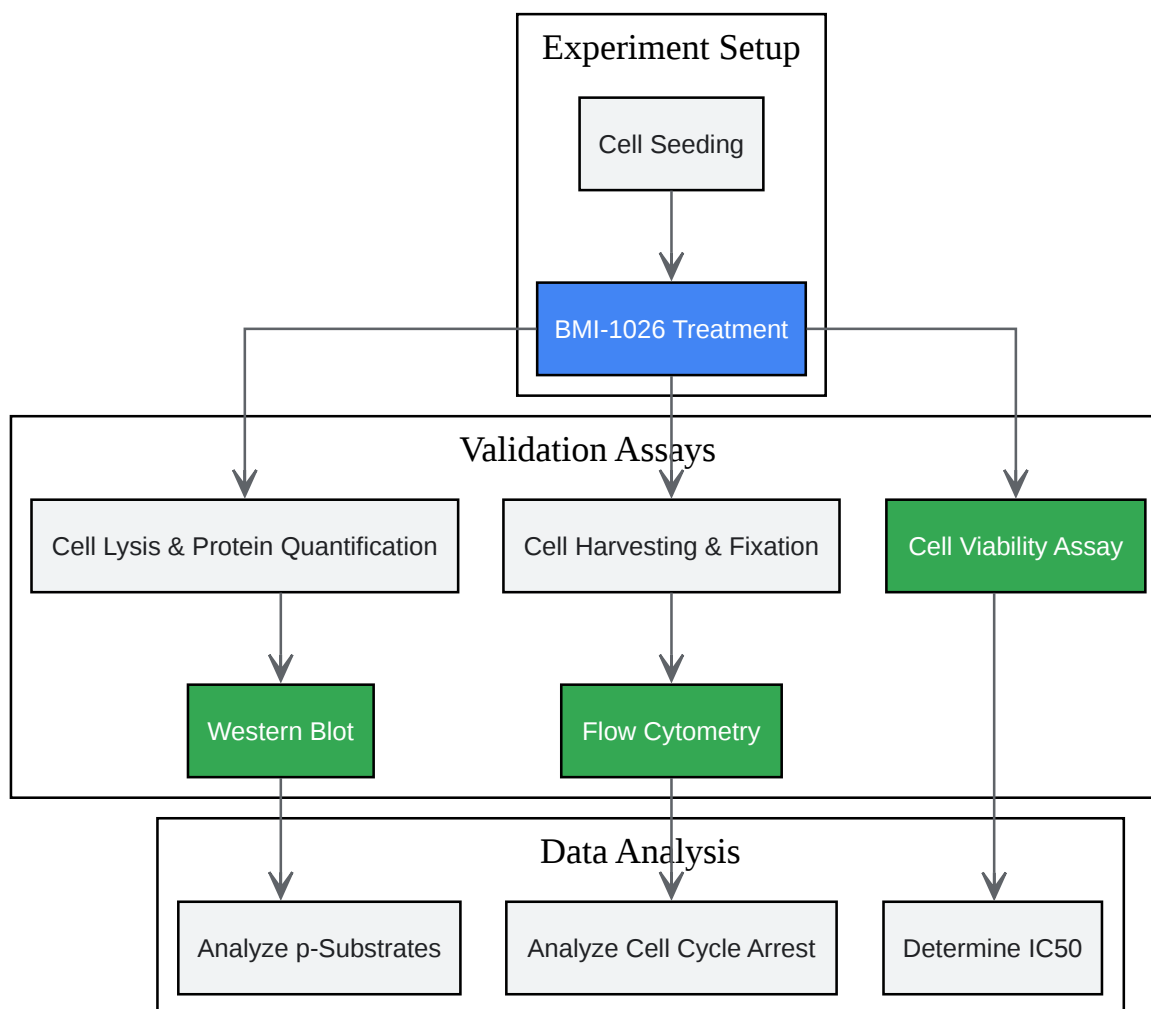 Experiment Setup
Cell Seeding
BMI-1026 Treatment
Validation Assays
Cell Lysis & Protein Quantification
Cell Harvesting & Fixation
Cell Viability Assay
Western Blot
Flow Cytometry
Data Analysis
Analyze p-Substrates
Analyze Cell Cycle Arrest
Determine IC50